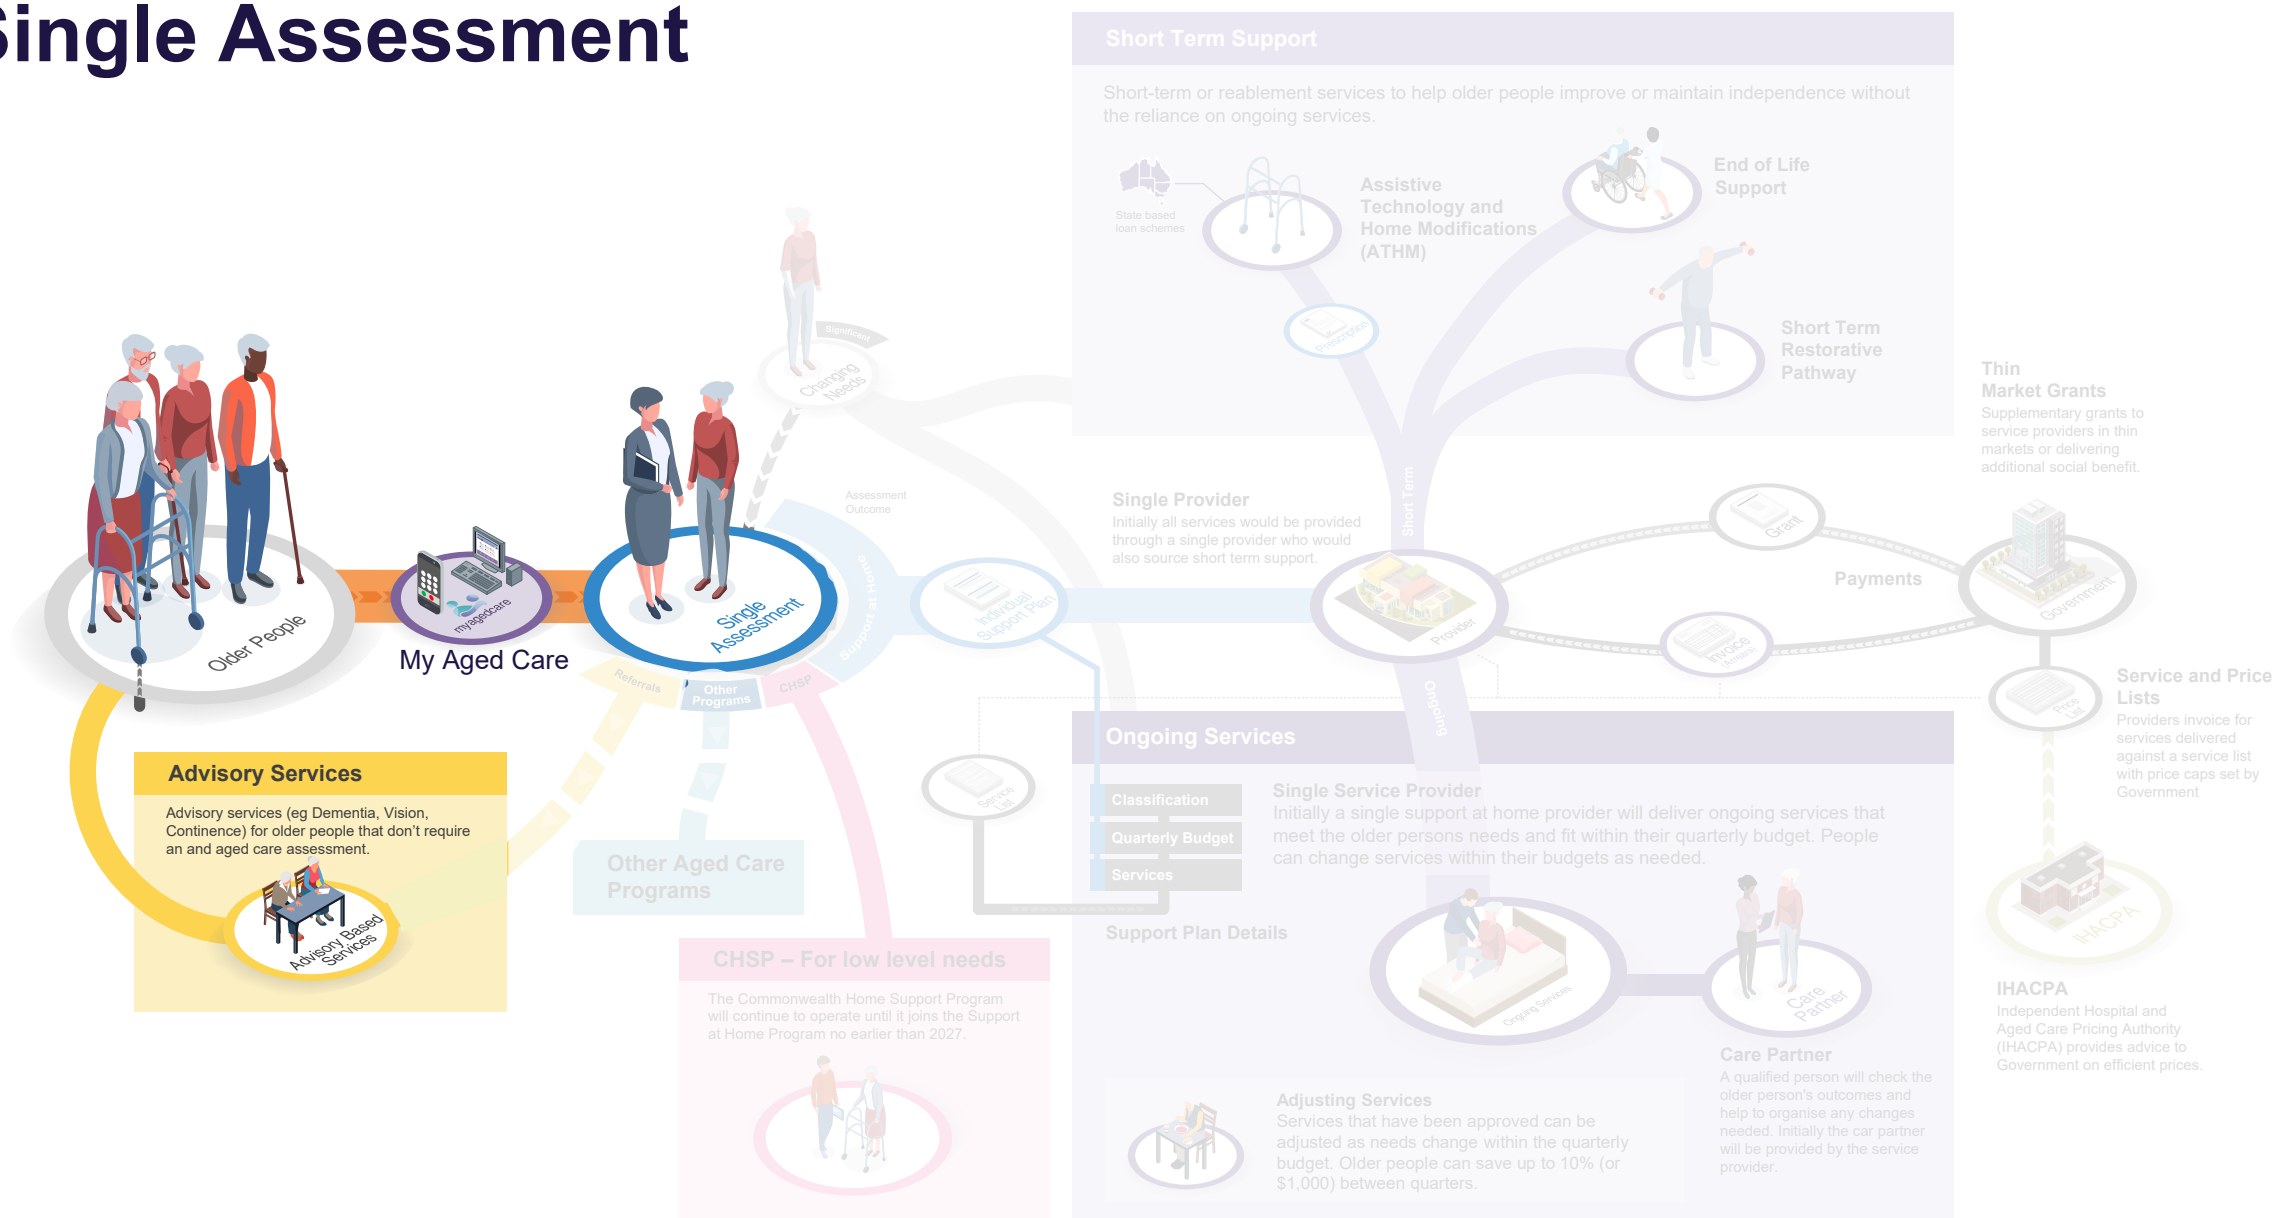 Single Assessment
Short Term Support
Short-term or reablement services to help older people improve or maintain independence without
the reliance on ongoing services.
State based
loan schemes
Assistive
Technology and
Home Modifications
(ATHM)
End of Life
Support
Prescription
Short Term
Restorative
Pathway
Significant
Changing
Needs
Thin
Market Grants
Supplementary grants to
service providers in thin
markets or delivering
additional social benefit.
Assessment
Outcome
Single Provider
Initially all services would be provided
through a single provider who would
also source short term support.
Short Term
Grant
Payments
Government
Older People
myagedcare
My Aged Care
Single
Assessment
Support at Home
Individual
Support Plan
Provider
Invoice
(Arrears)
Referrals
Other
Programs
CHSP
Ongoing
Price
List
Service and Price
Lists
Providers invoice for
services delivered
against a service list
with price caps set by
Government
Advisory Services
Advisory services (eg Dementia, Vision,
Continence) for older people that don't require
an and aged care assessment.
Advisory Based
Services
Other Aged Care
Programs
Service
List
Ongoing Services
Classification
Quarterly Budget
Services
Support Plan Details
Single Service Provider
Initially a single support at home provider will deliver ongoing services that
meet the older persons needs and fit within their quarterly budget. People
can change services within their budgets as needed.
Ongoing Services
Care
Partner
IHACPA
IHACPA
Independent Hospital and
Aged Care Pricing Authority
(IHACPA) provides advice to
Government on efficient prices.
CHSP – For low level needs
The Commonwealth Home Support Program
will continue to operate until it joins the Support
at Home Program no earlier than 2027.
Care Partner
A qualified person will check the
older person's outcomes and
help to organise any changes
needed. Initially the car partner
will be provided by the service
provider.
Adjusting Services
Services that have been approved can be
adjusted as needs change within the quarterly
budget. Older people can save up to 10% (or
$1,000) between quarters.